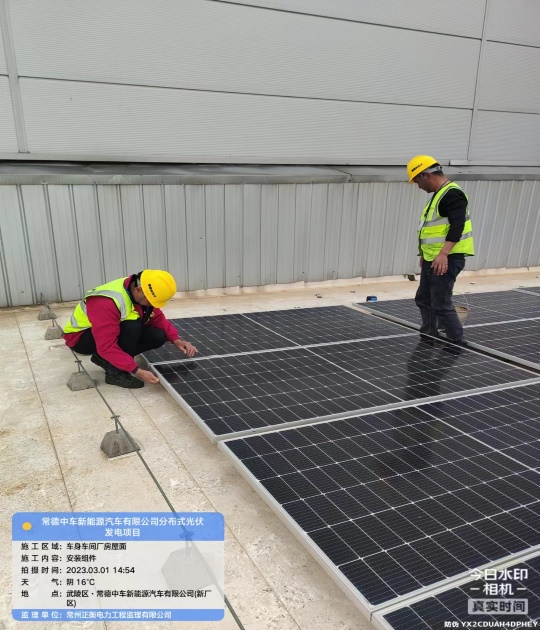 常德中车新能源汽车有限公司分布式光伏
发电项目
施工区域：车身车间厂房屋面
施工内容：安装组件
拍摄时间：2023.03.01 14:54
天　　气：阴 16℃
地　　点：武陵区·常德中车新能源汽车有限公司(新厂
区)
监理单位：常州正衡电力工程监理有限公司
今日水印
-相机-
真实时间
防伪 YX2CDUAH4DPHEY